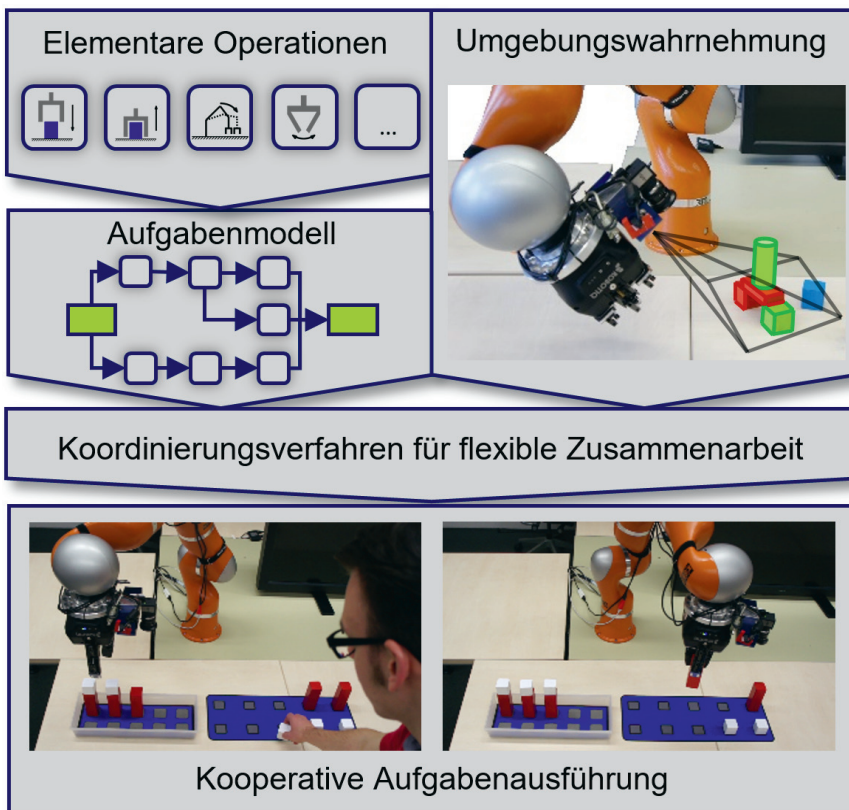 Elementare Operationen
Umgebungswahrnehmung
...
Aufgabenmodell
Koordinierungsverfahren für flexible Zusammenarbeit
Kooperative Aufgabenausführung